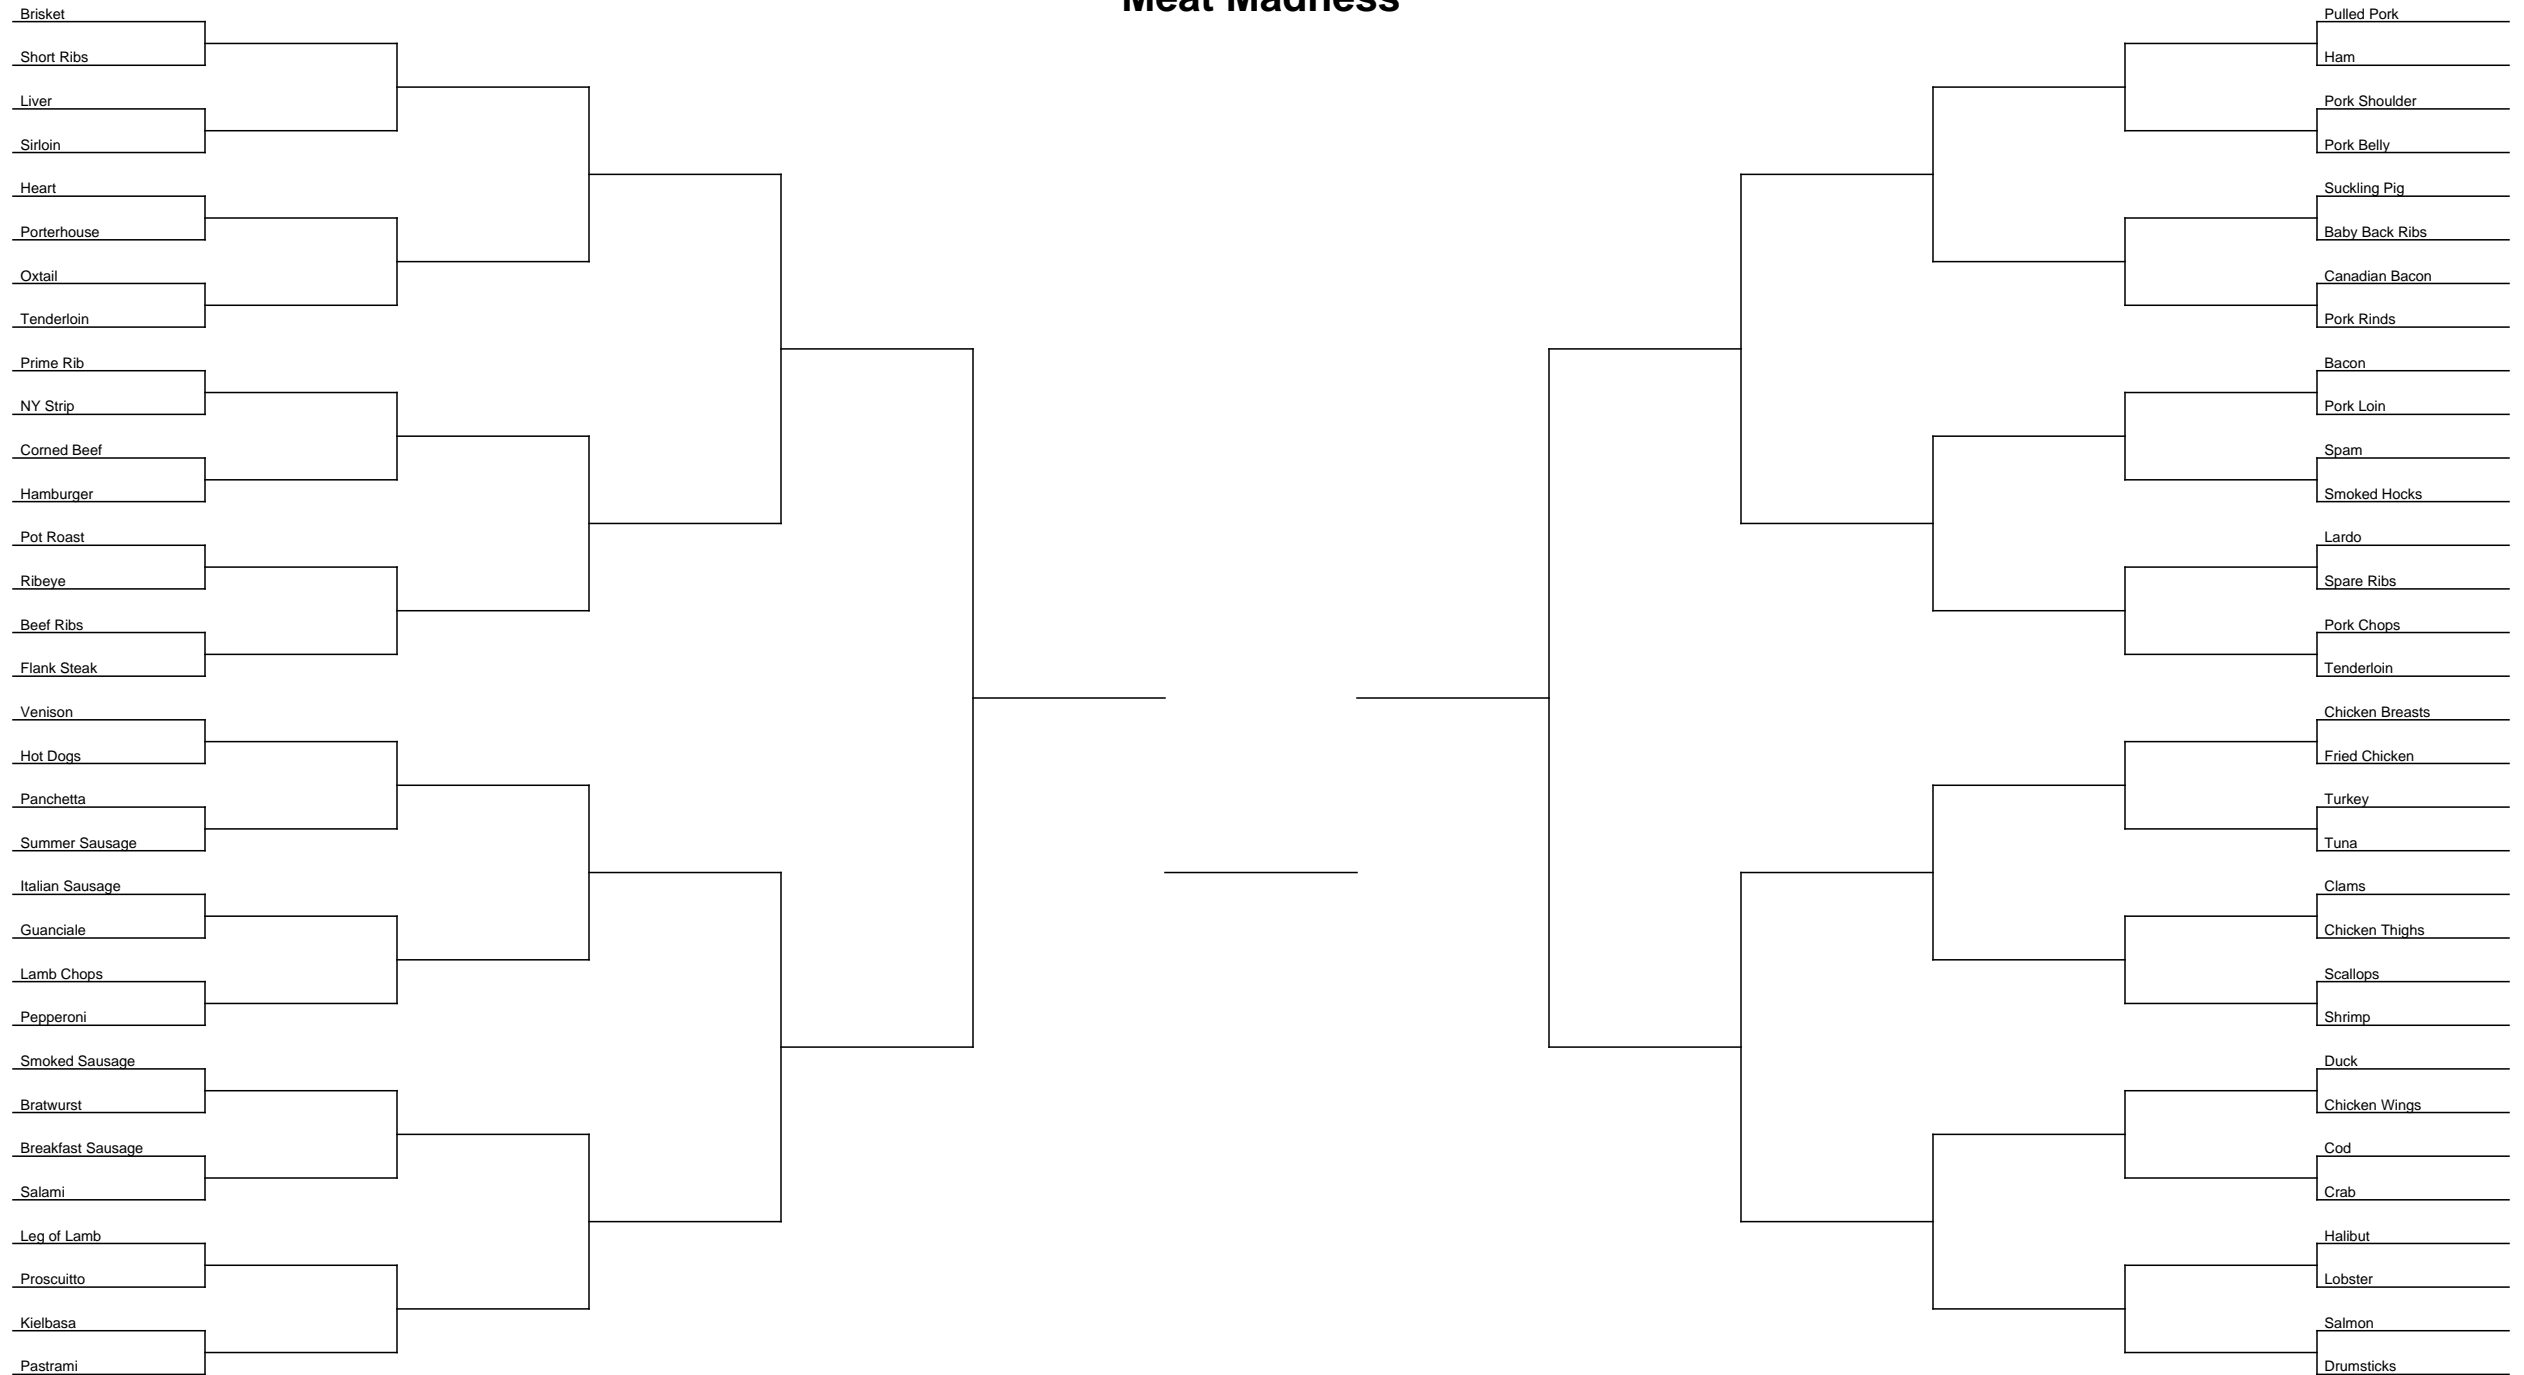 Meat Madness
Brisket
Short Ribs
Liver
Sirloin
Heart
Porterhouse
Oxtail
Tenderloin
Prime Rib
NY Strip
Corned Beef
Hamburger
Pot Roast
Ribeye
Beef Ribs
Flank Steak
Venison
Hot Dogs
Panchetta
Summer Sausage
Italian Sausage
Guanciale
Lamb Chops
Pepperoni
Smoked Sausage
Bratwurst
Breakfast Sausage
Salami
Leg of Lamb
Proscuitto
Kielbasa
Pastrami
Pulled Pork
Ham
Pork Shoulder
Pork Belly
Suckling Pig
Baby Back Ribs
Canadian Bacon
Pork Rinds
Bacon
Pork Loin
Spam
Smoked Hocks
Lardo
Spare Ribs
Pork Chops
Tenderloin
Chicken Breasts
Fried Chicken
Turkey
Tuna
Clams
Chicken Thighs
Scallops
Shrimp
Duck
Chicken Wings
Cod
Crab
Halibut
Lobster
Salmon
Drumsticks